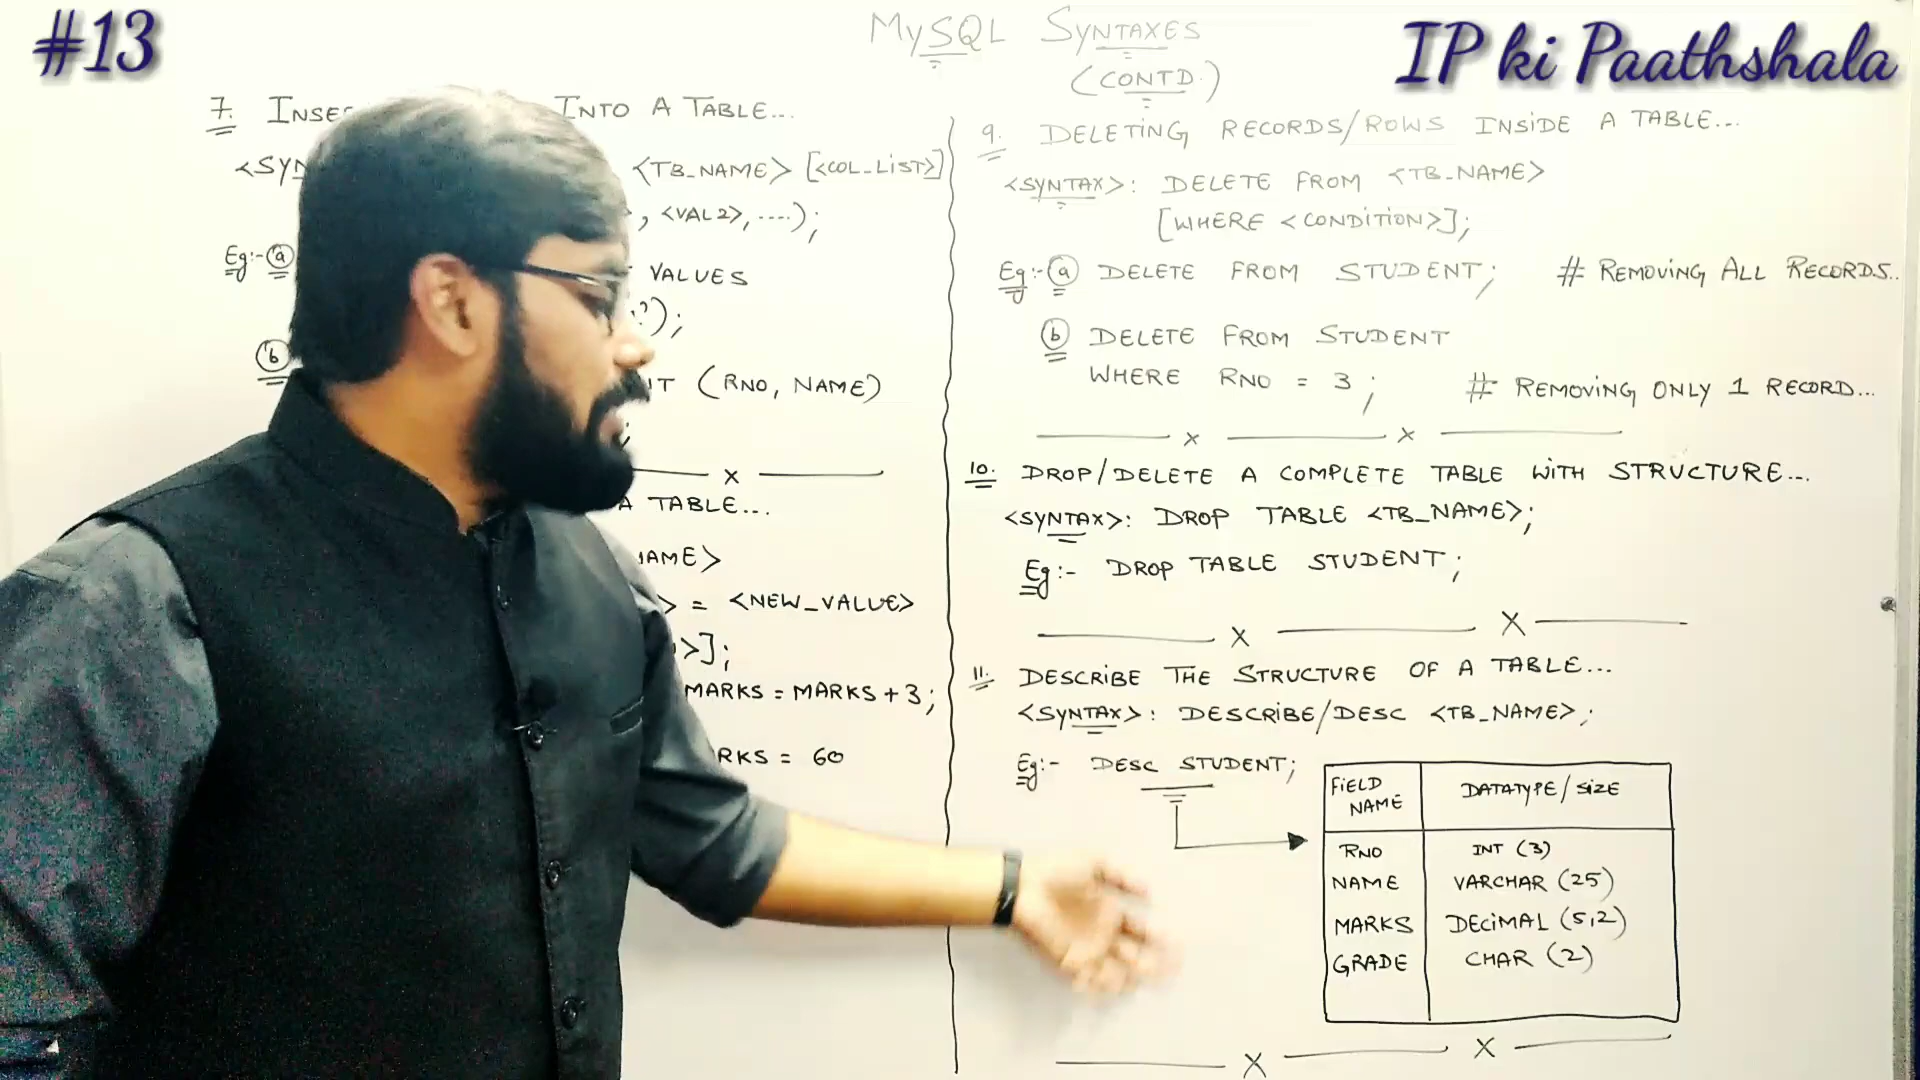 #13
IP ki Paathshala
MySQL SYNTAXES
(CONTD.)
7. INTO A TABLE...
<TB_NAME> [<COL_LIST>]
, <VAL2>, ....);
Eg:- (a) VALUES
);
(b) (RNO, NAME)
x
A TABLE...
> = <NEW_VALUE>
>];
MARKS = MARKS + 3;
= 60
9. DELETING RECORDS/ROWS INSIDE A TABLE...
<SYNTAX>: DELETE FROM <TB_NAME>
[WHERE <CONDITION>];
Eg:- (a) DELETE FROM STUDENT; # REMOVING ALL RECORDS..
(b) DELETE FROM STUDENT
WHERE RNO = 3; # REMOVING ONLY 1 RECORD...
x x
10. DROP/DELETE A COMPLETE TABLE WITH STRUCTURE...
<SYNTAX>: DROP TABLE <TB_NAME>;
Eg:- DROP TABLE STUDENT;
X X
11. DESCRIBE THE STRUCTURE OF A TABLE...
<SYNTAX>: DESCRIBE/DESC <TB_NAME>;
Eg:- DESC STUDENT;
FIELD NAME DATATYPE/SIZE
RNO INT (3)
NAME VARCHAR (25)
MARKS DECIMAL (5,2)
GRADE CHAR (2)
X X